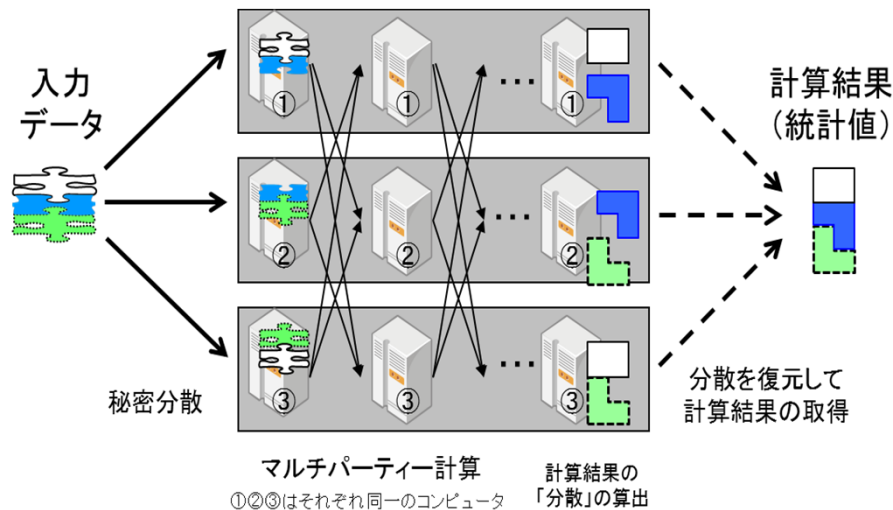 入力
データ
①
①
…
①
②
②
…
②
③
③
…
③
計算結果
(統計値)
秘密分散
分散を復元して
計算結果の取得
マルチパーティー計算
①②③はそれぞれ同一のコンピュータ
計算結果の
「分散」の算出